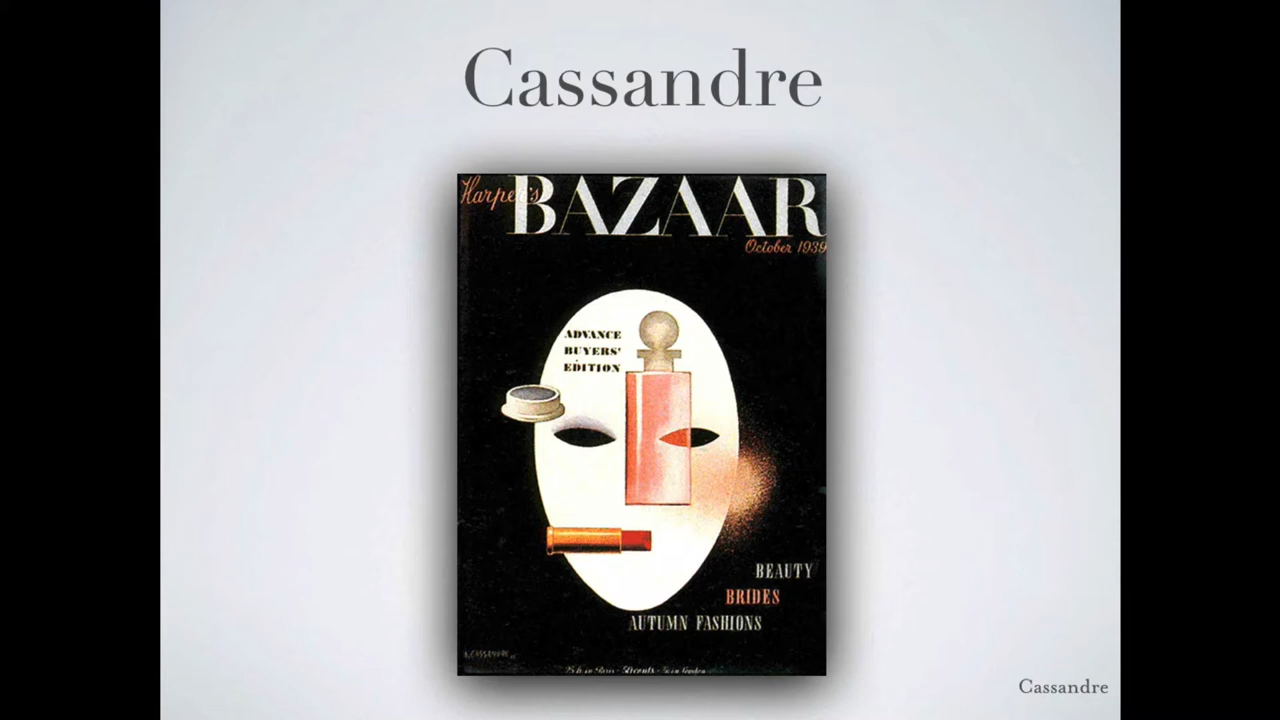 Cassandre
Harper's BAZAAR
October 1939
ADVANCE
BUYERS'
EDITION
BEAUTY
BRIDES
AUTUMN FASHIONS
Cassandre